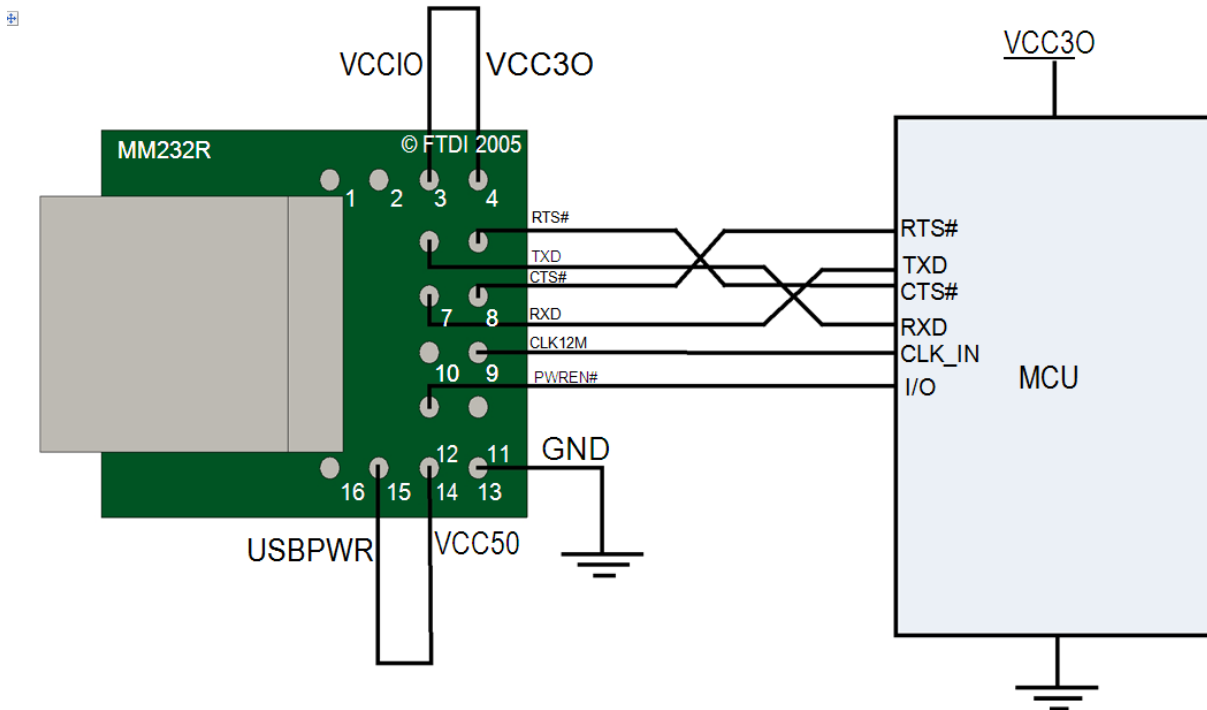 VCCIO
VCC3O
VCC3O
MM232R
© FTDI 2005
1
2
3
4
RTS#
TXD
CTS#
RXD
CLK12M
PWREN#
7
8
10
9
12
11
GND
16
15
14
13
USBPWR
VCC50
RTS#
TXD
CTS#
RXD
CLK_IN
I/O
MCU